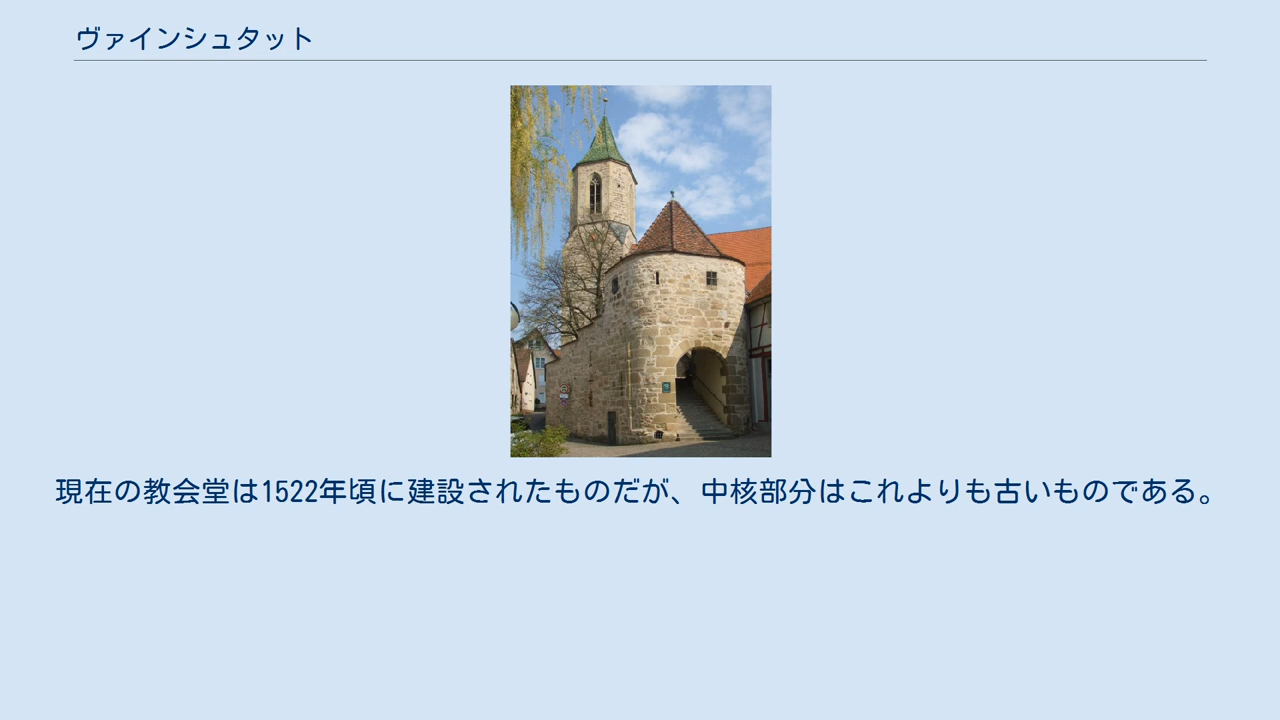 ヴァインシュタット
現在の教会堂は1522年頃に建設されたものだが、中核部分はこれよりも古いものである。